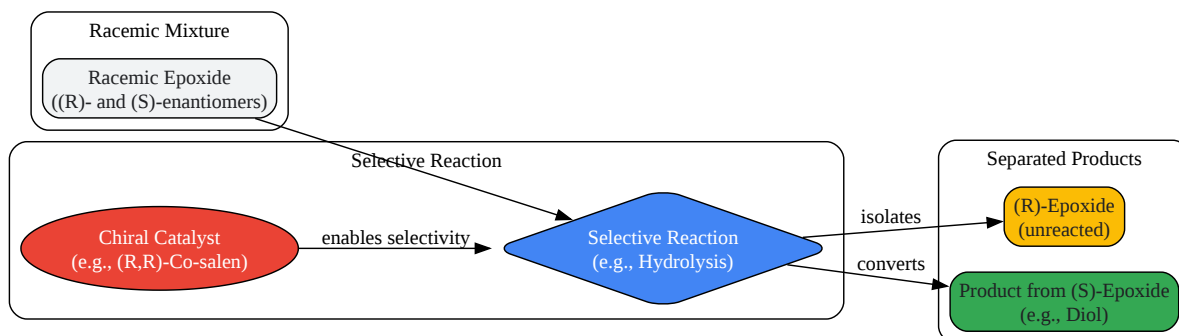 Racemic Mixture
Racemic Epoxide
((R)- and (S)-enantiomers)
Selective Reaction
Separated Products
Chiral Catalyst
(e.g., (R,R)-Co-salen)
enables selectivity
Selective Reaction
(e.g., Hydrolysis)
isolates
converts
(R)-Epoxide
(unreacted)
Product from (S)-Epoxide
(e.g., Diol)